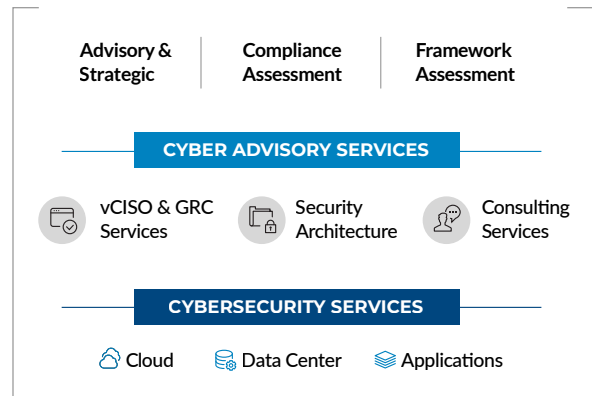 Advisory &
Strategic
Compliance
Assessment
Framework
Assessment
CYBER ADVISORY SERVICES
vCISO & GRC
Services
Security
Architecture
Consulting
Services
CYBERSECURITY SERVICES
Cloud
Data Center
Applications